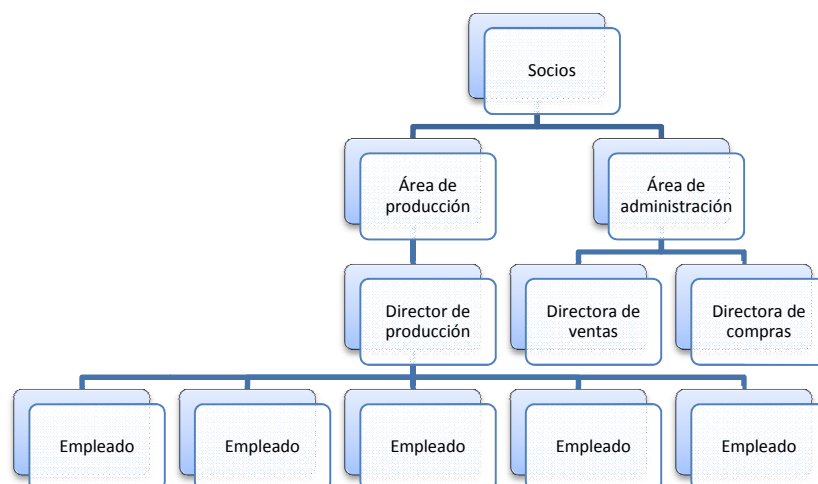 Socios
Área de
producción
Área de
administración
Director de
producción
Directora de
ventas
Directora de
compras
Empleado
Empleado
Empleado
Empleado
Empleado